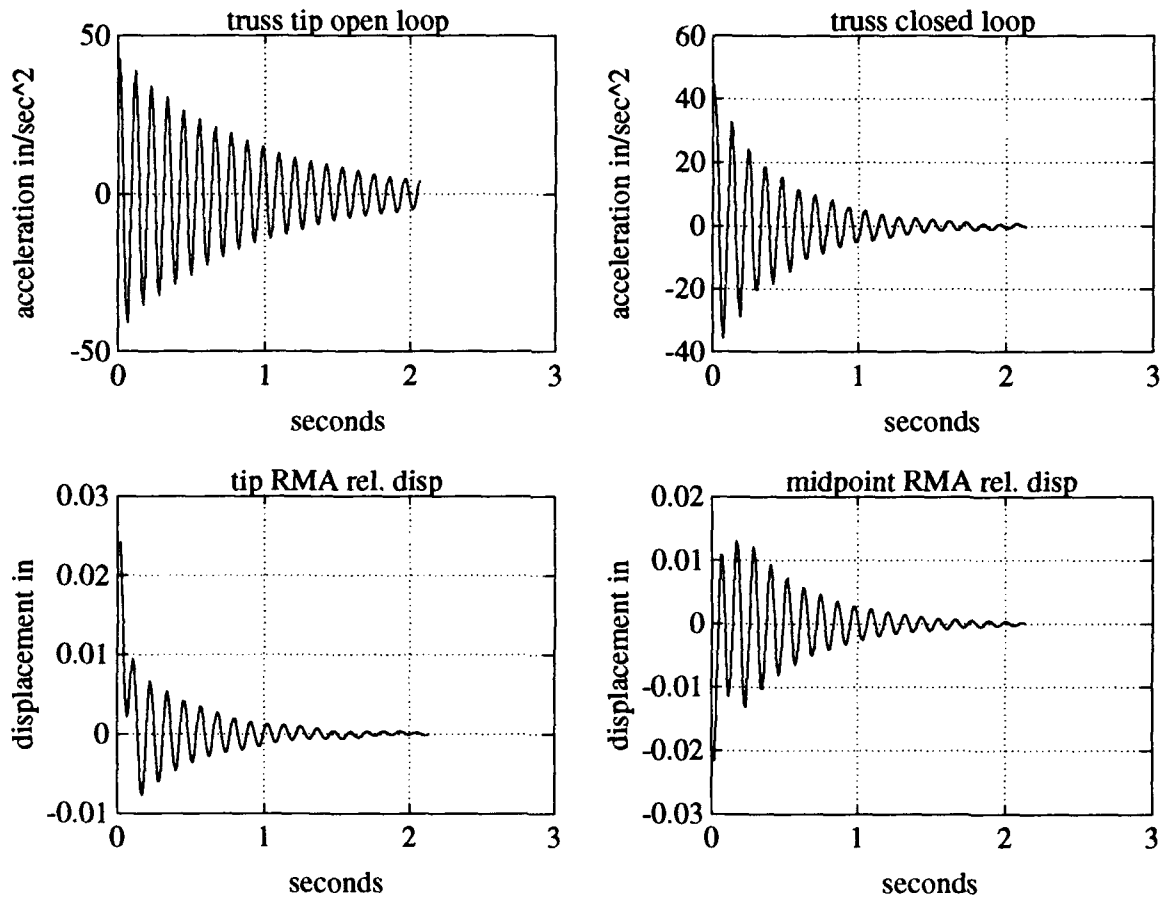 truss tip open loop
50
0
-50
acceleration in/sec^2
0 1 2 3
seconds
truss closed loop
60
40
20
0
-20
-40
acceleration in/sec^2
0 1 2 3
seconds
tip RMA rel. disp
0.03
0.02
0.01
0
-0.01
displacement in
0 1 2 3
seconds
midpoint RMA rel. disp
0.02
0.01
0
-0.01
-0.02
-0.03
displacement in
0 1 2 3
seconds